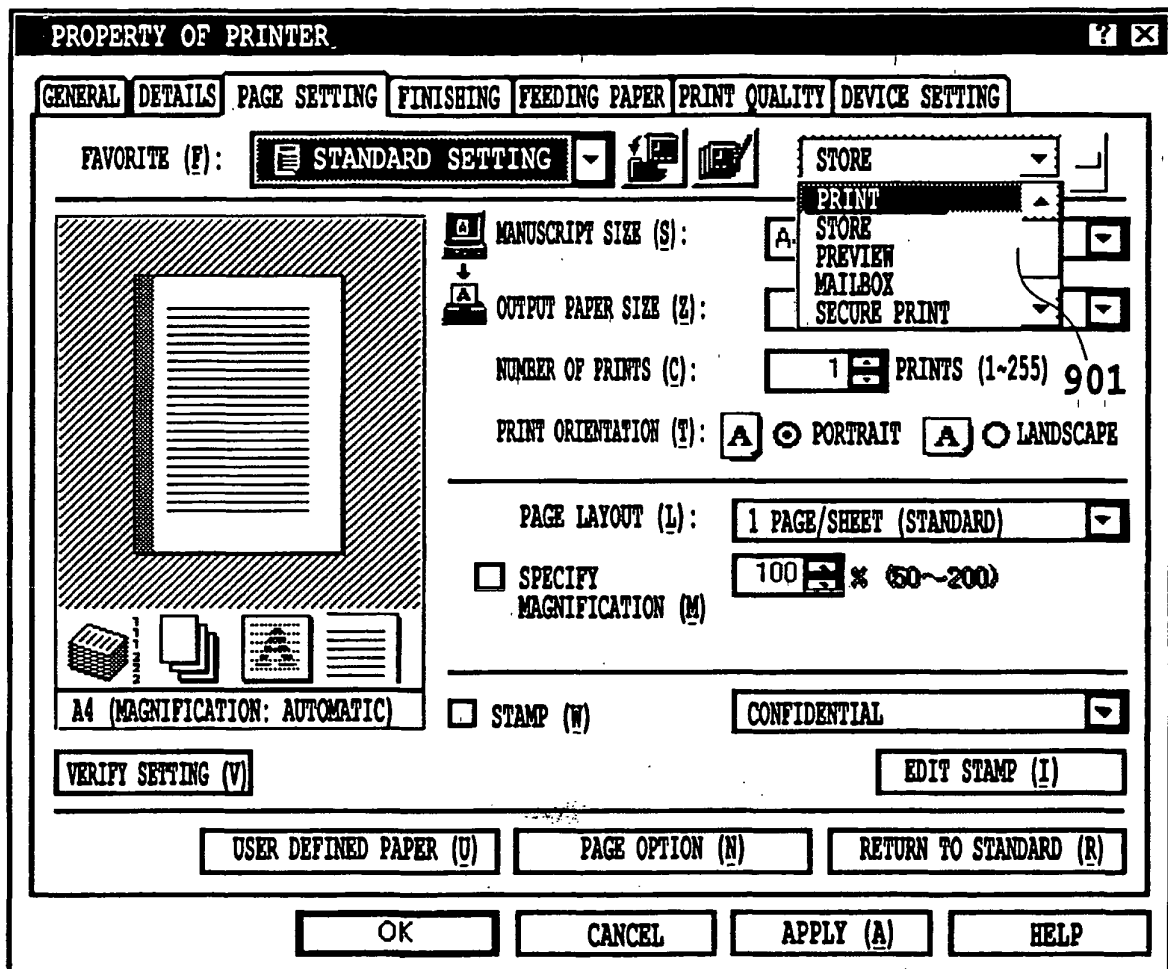 PROPERTY OF PRINTER
GENERAL DETAILS PAGE SETTING FINISHING FEEDING PAPER PRINT QUALITY DEVICE SETTING
FAVORITE (F): STANDARD SETTING STORE
PRINT
STORE
PREVIEW
MAILBOX
SECURE PRINT
901
A MANUSCRIPT SIZE (S): A
A OUTPUT PAPER SIZE (Z):
NUMBER OF PRINTS (C): 1 PRINTS (1~255)
PRINT ORIENTATION (T): A PORTRAIT A LANDSCAPE
PAGE LAYOUT (L): 1 PAGE/SHEET (STANDARD)
SPECIFY 100 % (50~200)
MAGNIFICATION (M)
A4 (MAGNIFICATION: AUTOMATIC)
STAMP (W) CONFIDENTIAL
VERIFY SETTING (V) EDIT STAMP (I)
USER DEFINED PAPER (U) PAGE OPTION (N) RETURN TO STANDARD (R)
OK CANCEL APPLY (A) HELP